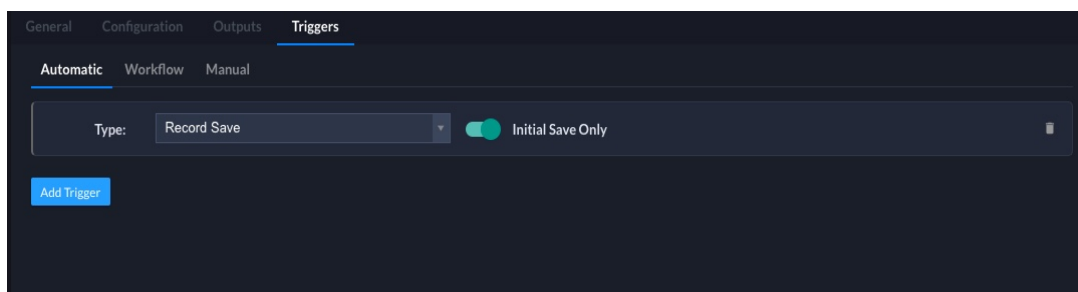 General Configuration Outputs Triggers
Automatic Workflow Manual
Type: Record Save Initial Save Only
Add Trigger